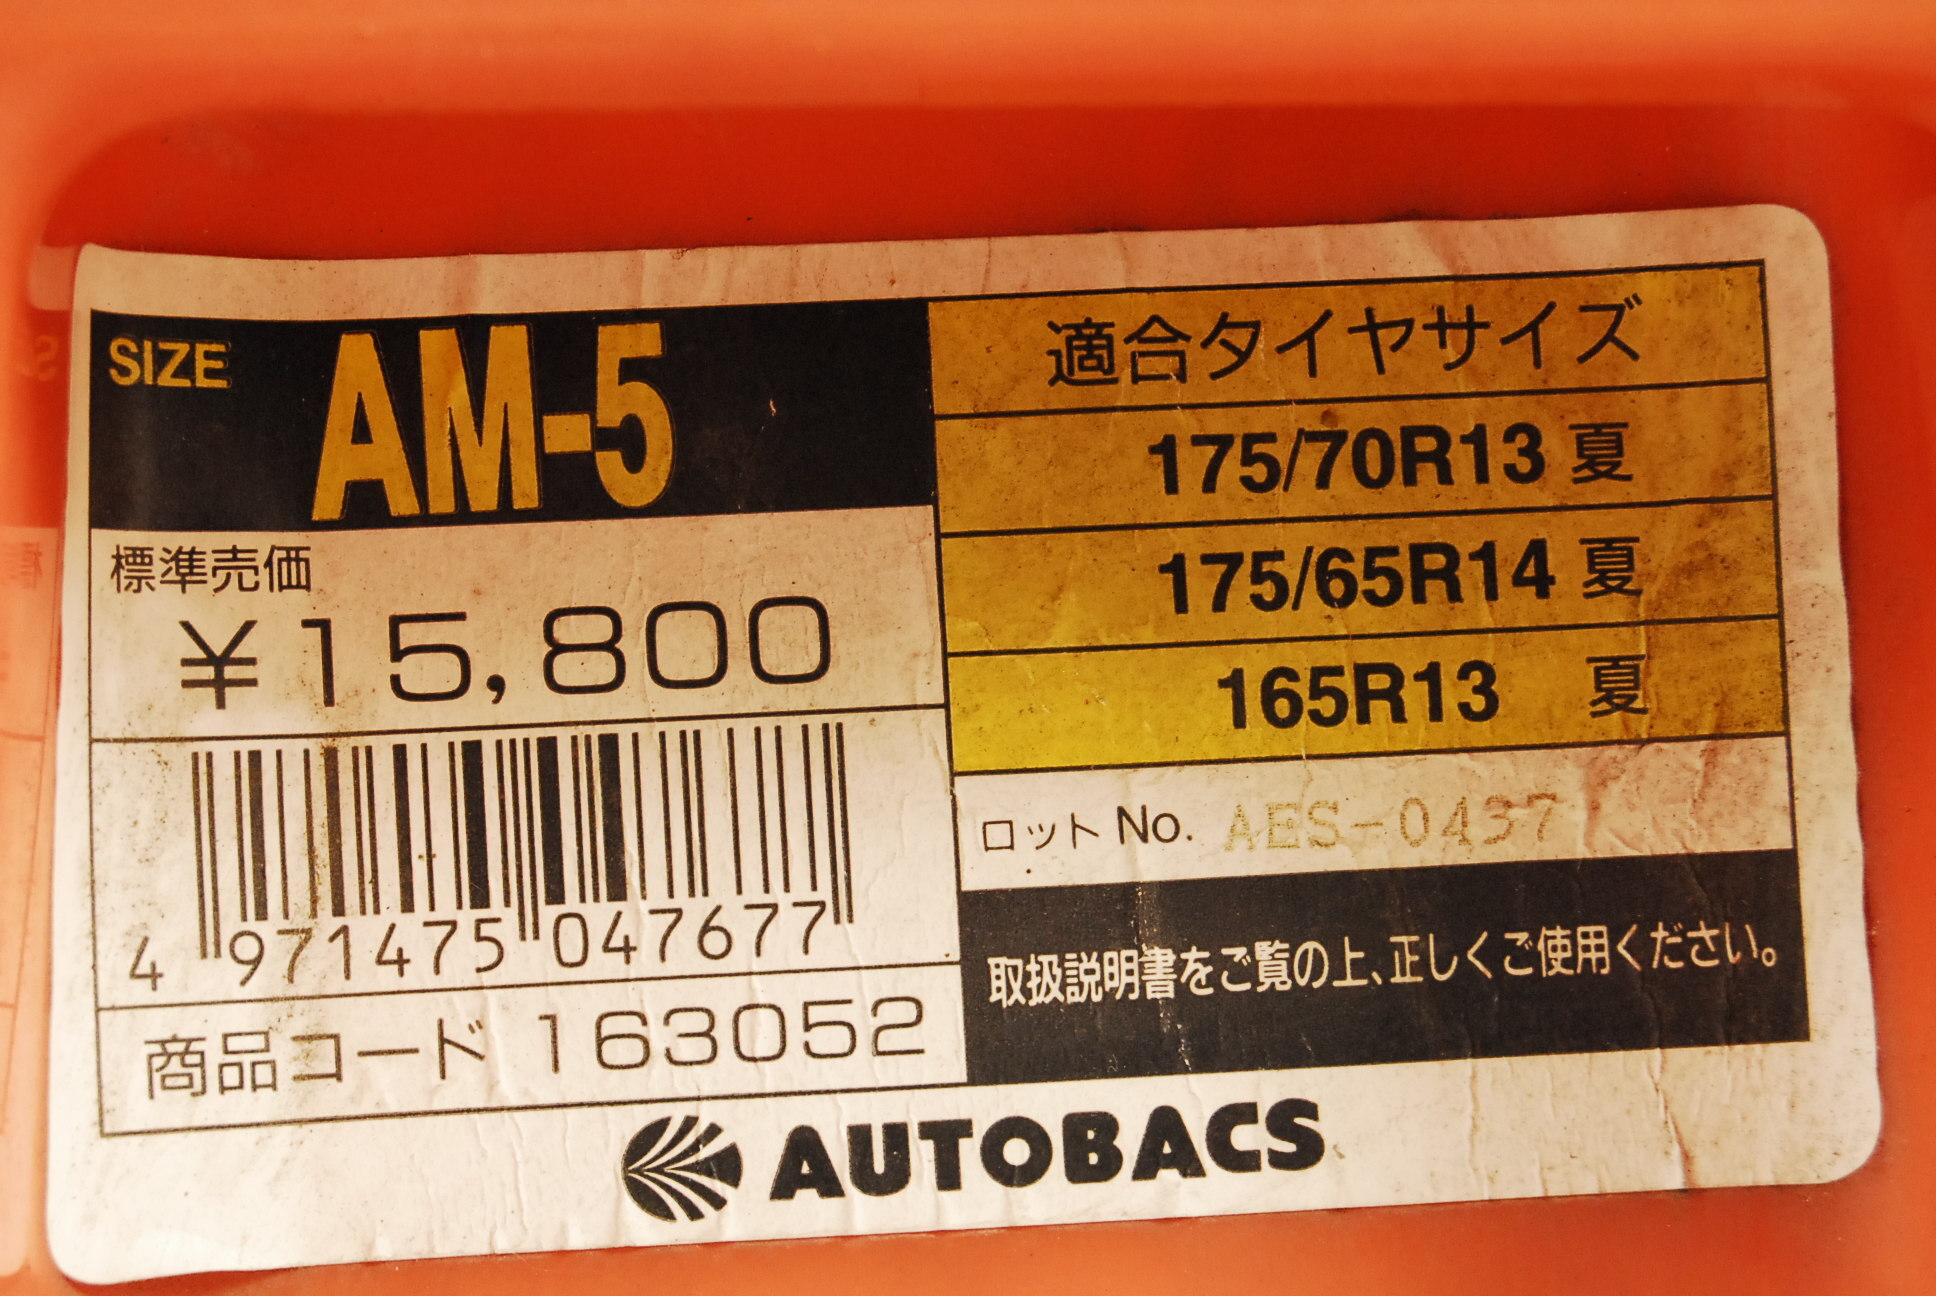 SIZE AM-5
標準売価
¥15,800
4 971475 047677
商品コード 163052
適合タイヤサイズ
175/70R13 夏
175/65R14 夏
165R13 夏
ロット No. AES-0437
取扱説明書をご覧の上、正しくご使用ください。
AUTOBACS